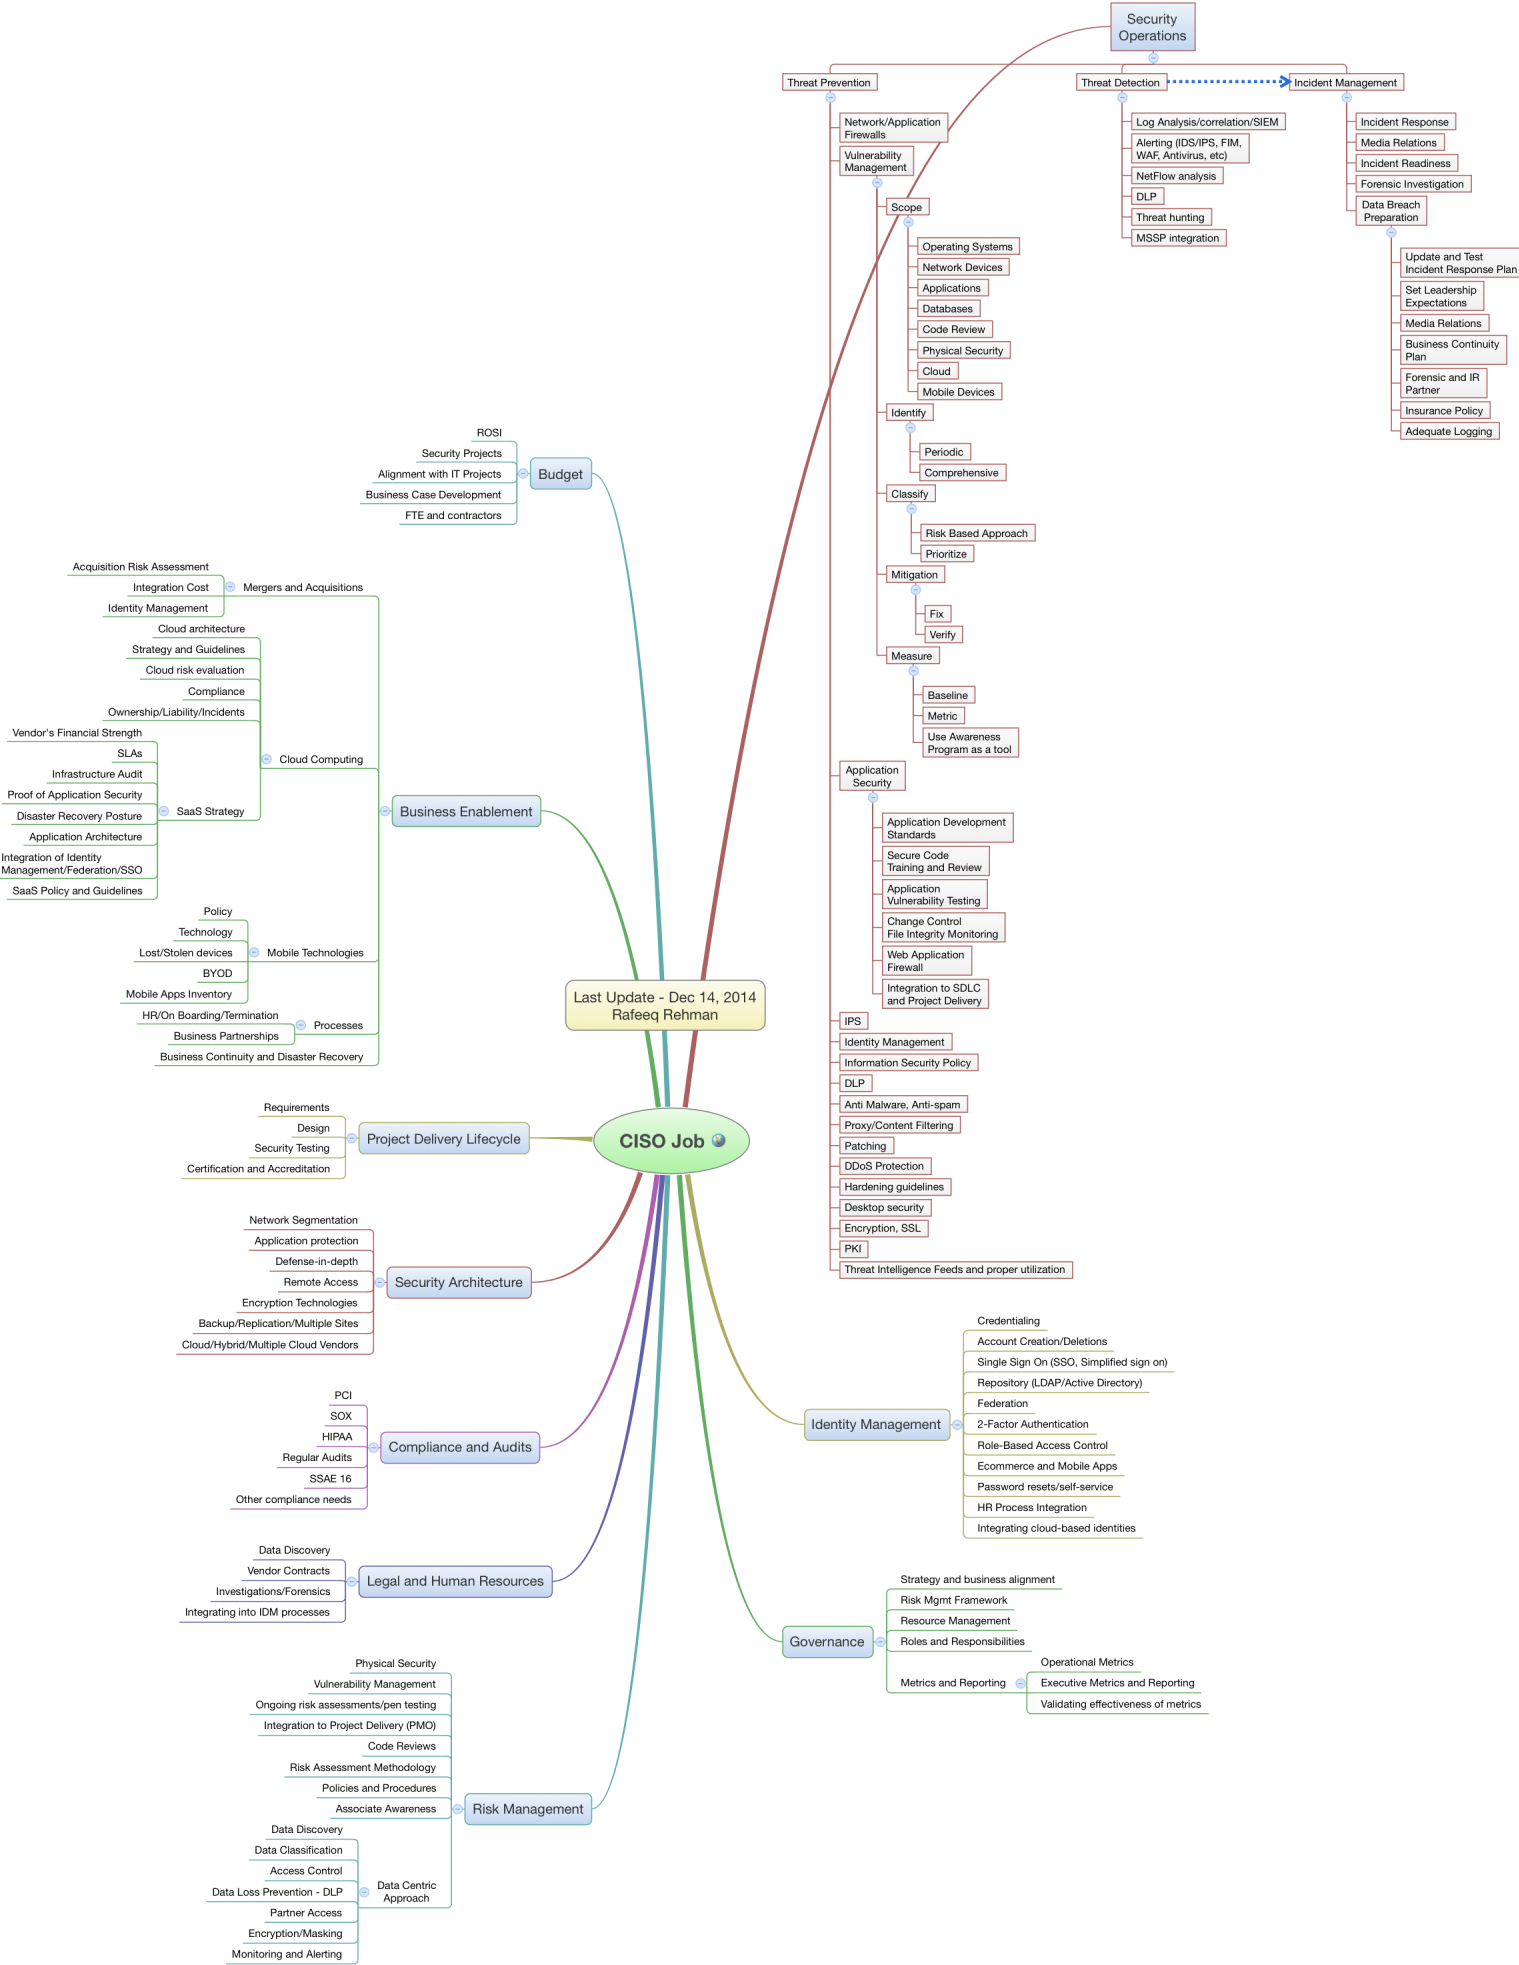 Security
Operations
Threat Prevention
Network/Application
Firewalls
Vulnerability
Management
Scope
Operating Systems
Network Devices
Applications
Databases
Code Review
Physical Security
Cloud
Mobile Devices
Identify
Periodic
Comprehensive
Classify
Risk Based Approach
Prioritize
Mitigation
Fix
Verify
Measure
Baseline
Metric
Use Awareness
Program as a tool
Application
Security
Application Development
Standards
Secure Code
Training and Review
Application
Vulnerability Testing
Change Control
File Integrity Monitoring
Web Application
Firewall
Integration to SDLC
and Project Delivery
IPS
Identity Management
Information Security Policy
DLP
Anti Malware, Anti-spam
Proxy/Content Filtering
Patching
DDoS Protection
Hardening guidelines
Desktop security
Encryption, SSL
PKI
Threat Intelligence Feeds and proper utilization
Threat Detection
Log Analysis/correlation/SIEM
Alerting (IDS/IPS, FIM,
WAF, Antivirus, etc)
NetFlow analysis
DLP
Threat hunting
MSSP integration
Incident Management
Incident Response
Media Relations
Incident Readiness
Forensic Investigation
Data Breach
Preparation
Update and Test
Incident Response Plan
Set Leadership
Expectations
Media Relations
Business Continuity
Plan
Forensic and IR
Partner
Insurance Policy
Adequate Logging
Budget
ROSI
Security Projects
Alignment with IT Projects
Business Case Development
FTE and contractors
Business Enablement
Mergers and Acquisitions
Acquisition Risk Assessment
Integration Cost
Identity Management
Cloud Computing
Cloud architecture
Strategy and Guidelines
Cloud risk evaluation
Compliance
Ownership/Liability/Incidents
SaaS Strategy
Vendor's Financial Strength
SLAs
Infrastructure Audit
Proof of Application Security
Disaster Recovery Posture
Application Architecture
Integration of Identity
Management/Federation/SSO
SaaS Policy and Guidelines
Mobile Technologies
Policy
Technology
Lost/Stolen devices
BYOD
Mobile Apps Inventory
Processes
HR/On Boarding/Termination
Business Partnerships
Business Continuity and Disaster Recovery
Last Update - Dec 14, 2014
Rafeeq Rehman
CISO Job
Project Delivery Lifecycle
Requirements
Design
Security Testing
Certification and Accreditation
Security Architecture
Network Segmentation
Application protection
Defense-in-depth
Remote Access
Encryption Technologies
Backup/Replication/Multiple Sites
Cloud/Hybrid/Multiple Cloud Vendors
Compliance and Audits
PCI
SOX
HIPAA
Regular Audits
SSAE 16
Other compliance needs
Legal and Human Resources
Data Discovery
Vendor Contracts
Investigations/Forensics
Integrating into IDM processes
Risk Management
Physical Security
Vulnerability Management
Ongoing risk assessments/pen testing
Integration to Project Delivery (PMO)
Code Reviews
Risk Assessment Methodology
Policies and Procedures
Associate Awareness
Data Centric
Approach
Data Discovery
Data Classification
Access Control
Data Loss Prevention - DLP
Partner Access
Encryption/Masking
Monitoring and Alerting
Identity Management
Credentialing
Account Creation/Deletions
Single Sign On (SSO, Simplified sign on)
Repository (LDAP/Active Directory)
Federation
2-Factor Authentication
Role-Based Access Control
Ecommerce and Mobile Apps
Password resets/self-service
HR Process Integration
Integrating cloud-based identities
Governance
Strategy and business alignment
Risk Mgmt Framework
Resource Management
Roles and Responsibilities
Metrics and Reporting
Operational Metrics
Executive Metrics and Reporting
Validating effectiveness of metrics